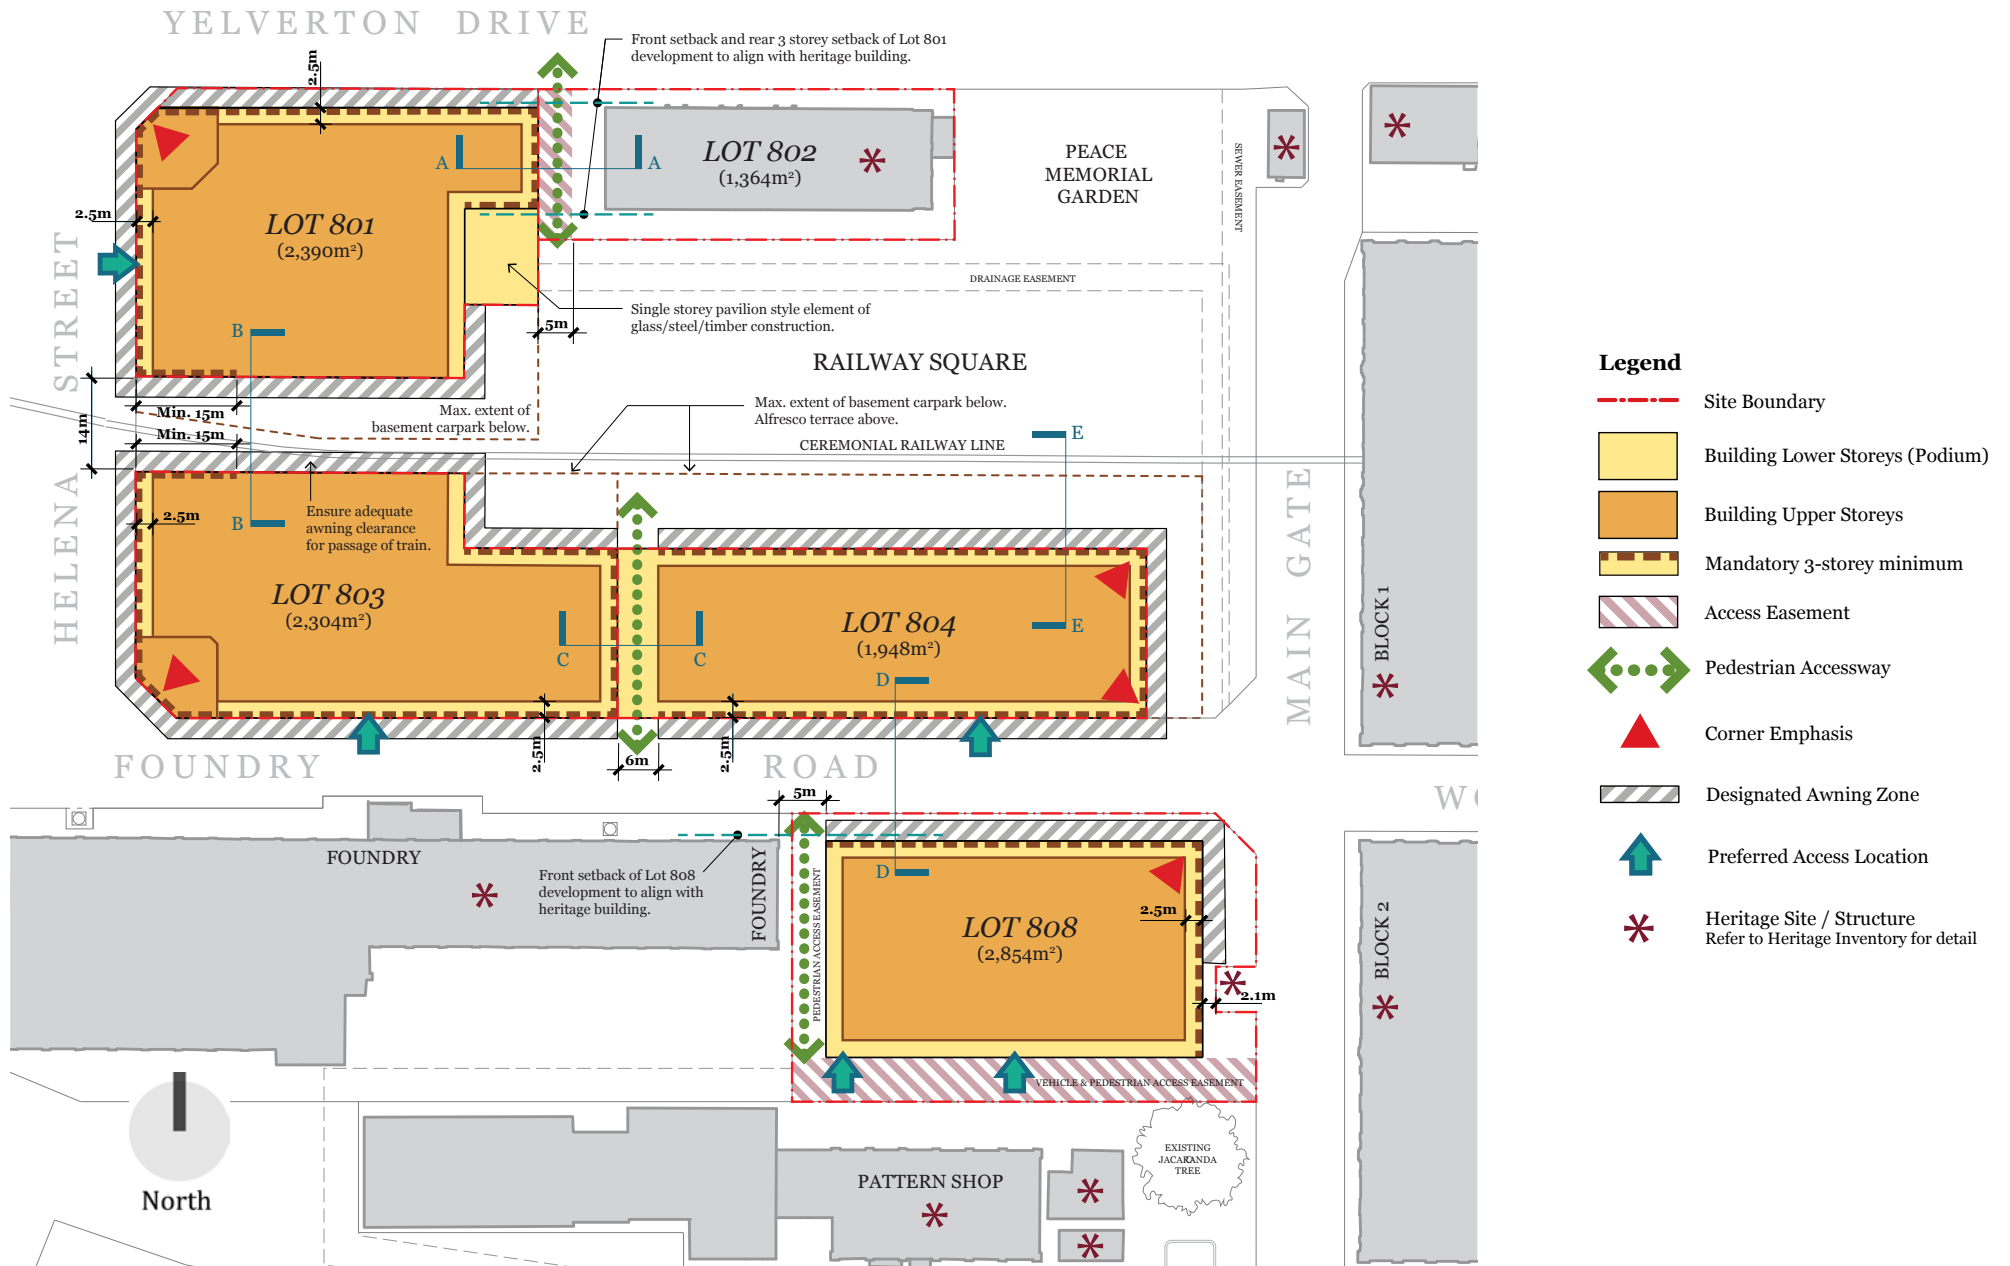 YELVERTON DRIVE
Front setback and rear 3 storey setback of Lot 801
development to align with heritage building.
2.5m
A
A
LOT 802
(1,364m²)
PEACE
MEMORIAL
GARDEN
SEWER EASEMENT
LOT 801
(2,390m²)
2.5m
HELENA STREET
DRAINAGE EASEMENT
Single storey pavilion style element of
glass/steel/timber construction.
5m
B
RAILWAY SQUARE
14m
Min. 15m
Min. 15m
Max. extent of
basement carpark below.
Max. extent of basement carpark below.
Alfresco terrace above.
CEREMONIAL RAILWAY LINE
E
B
2.5m
Ensure adequate
awning clearance
for passage of train.
LOT 803
(2,304m²)
C
C
LOT 804
(1,948m²)
E
D
MAIN GATE
BLOCK 1
2.5m
6m
2.5m
FOUNDRY ROAD
WO
5m
FOUNDRY
FOUNDRY
Front setback of Lot 808
development to align with
heritage building.
PEDESTRIAN ACCESS EASEMENT
D
2.5m
LOT 808
(2,854m²)
2.1m
BLOCK 2
VEHICLE & PEDESTRIAN ACCESS EASEMENT
North
PATTERN SHOP
EXISTING
JACARANDA
TREE
Legend
Site Boundary
Building Lower Storeys (Podium)
Building Upper Storeys
Mandatory 3-storey minimum
Access Easement
Pedestrian Accessway
Corner Emphasis
Designated Awning Zone
Preferred Access Location
Heritage Site / Structure
Refer to Heritage Inventory for detail